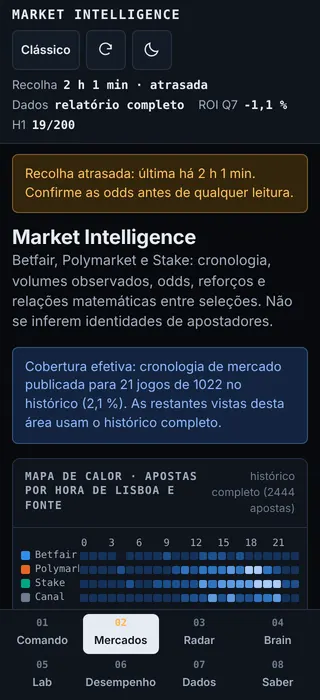 MARKET INTELLIGENCE
Clássico
Recolha 2 h 1 min · atrasada
Dados relatório completo ROI Q7 -1,1 %
H1 19/200
Recolha atrasada: última há 2 h 1 min.
Confirme as odds antes de qualquer leitura.
Market Intelligence
Betfair, Polymarket e Stake: cronologia,
volumes observados, odds, reforços e
relações matemáticas entre seleções. Não
se inferem identidades de apostadores.
Cobertura efetiva: cronologia de mercado
publicada para 21 jogos de 1022 no
histórico (2,1 %). As restantes vistas desta
área usam o histórico completo.
MAPA DE CALOR · APOSTAS
POR HORA DE LISBOA E
FONTE
histórico
completo (2444
apostas)
0 3 6 9 12 15 18 21
Betfair
Polymar
Stake
Canal
01 02 03 04
Comando Mercados Radar Brain
05 06 07 08
Lab Desempenho Dados Saber